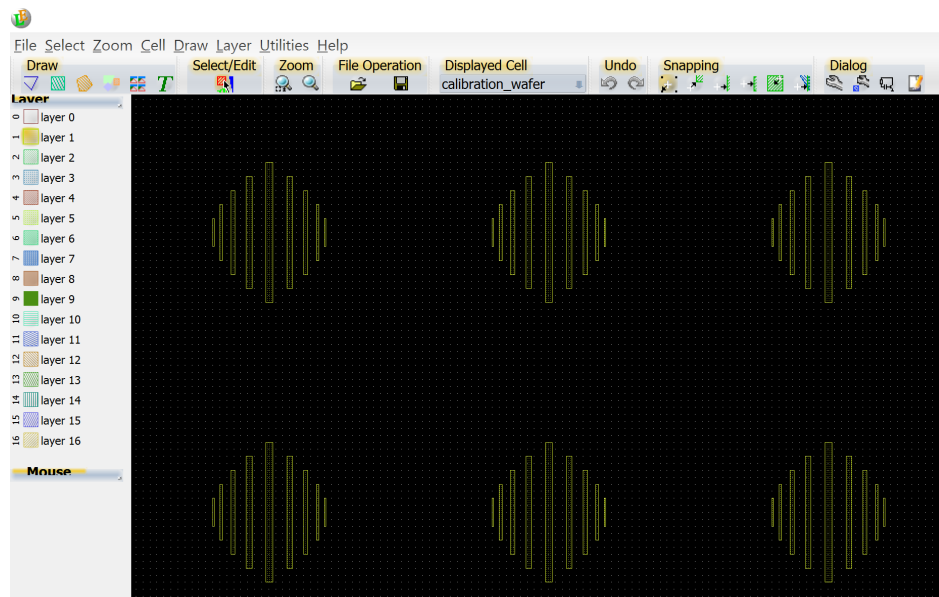 File Select Zoom Cell Draw Layer Utilities Help
Draw Select/Edit Zoom File Operation Displayed Cell Undo Snapping Dialog
T calibration_wafer
Layer
0 layer 0
1 layer 1
2 layer 2
3 layer 3
4 layer 4
5 layer 5
6 layer 6
7 layer 7
8 layer 8
9 layer 9
10 layer 10
11 layer 11
12 layer 12
13 layer 13
14 layer 14
15 layer 15
16 layer 16
Mouse